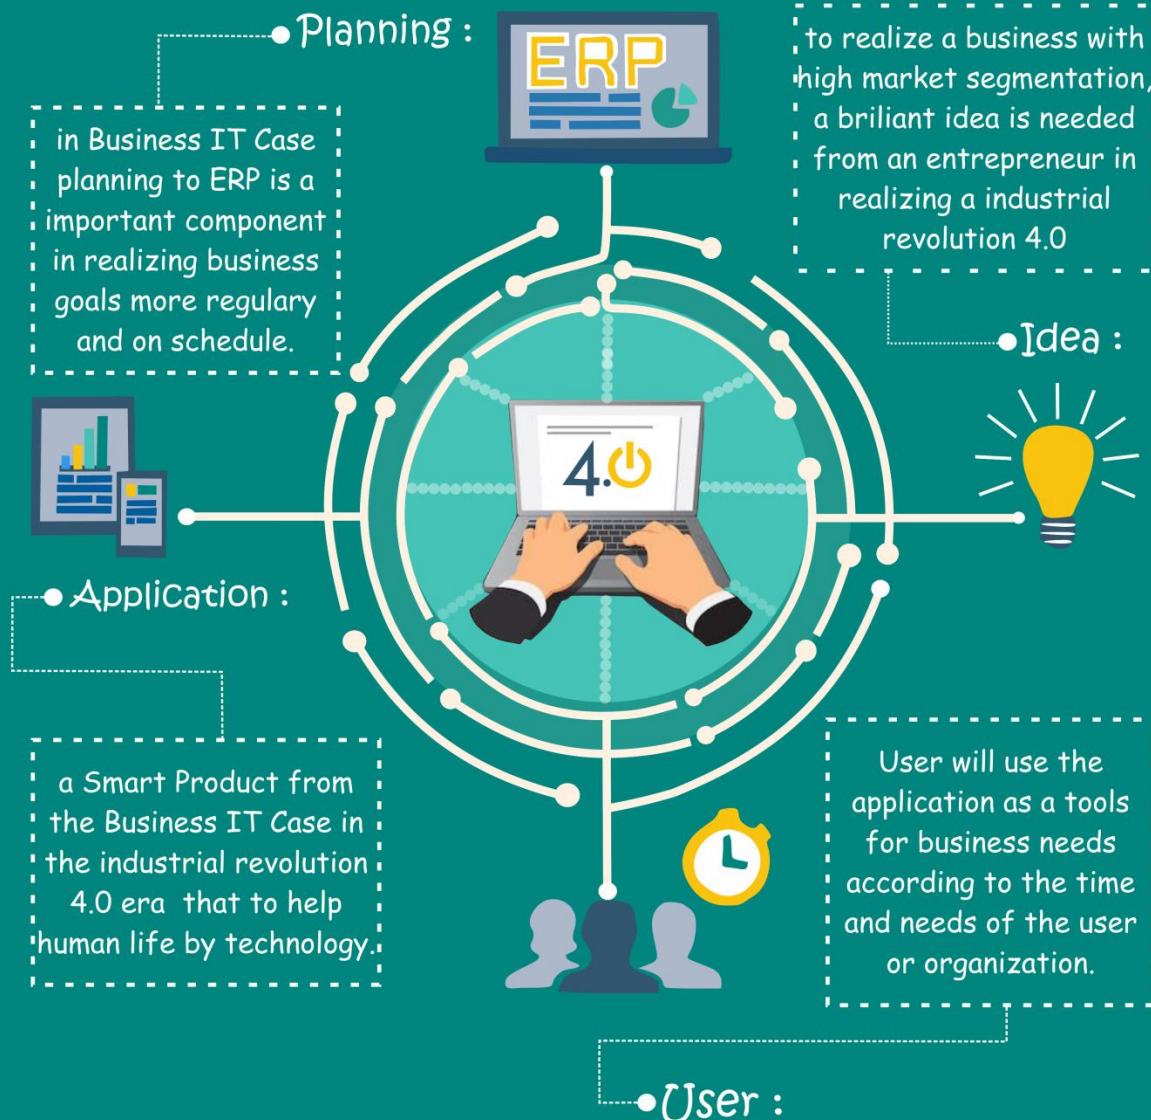 Planning :
in Business IT Case
planning to ERP is a
important component
in realizing business
goals more regulary
and on schedule.
ERP
to realize a business with
high market segmentation,
a briliant idea is needed
from an entrepreneur in
realizing a industrial
revolution 4.0
Idea :
4.0
Application :
a Smart Product from
the Business IT Case in
the industrial revolution
4.0 era that to help
human life by technology.
User will use the
application as a tools
for business needs
according to the time
and needs of the user
or organization.
User :